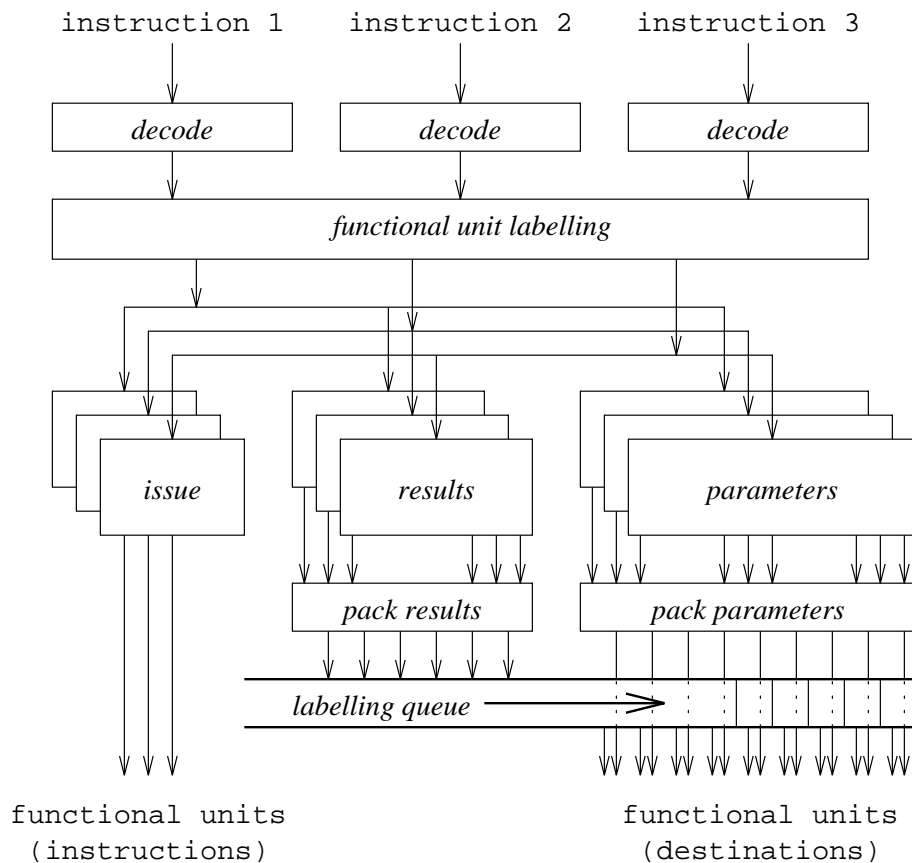 instruction 1
instruction 2
instruction 3
decode
decode
decode
functional unit labelling
issue
results
parameters
pack results
pack parameters
labelling queue
functional units
(instructions)
functional units
(destinations)